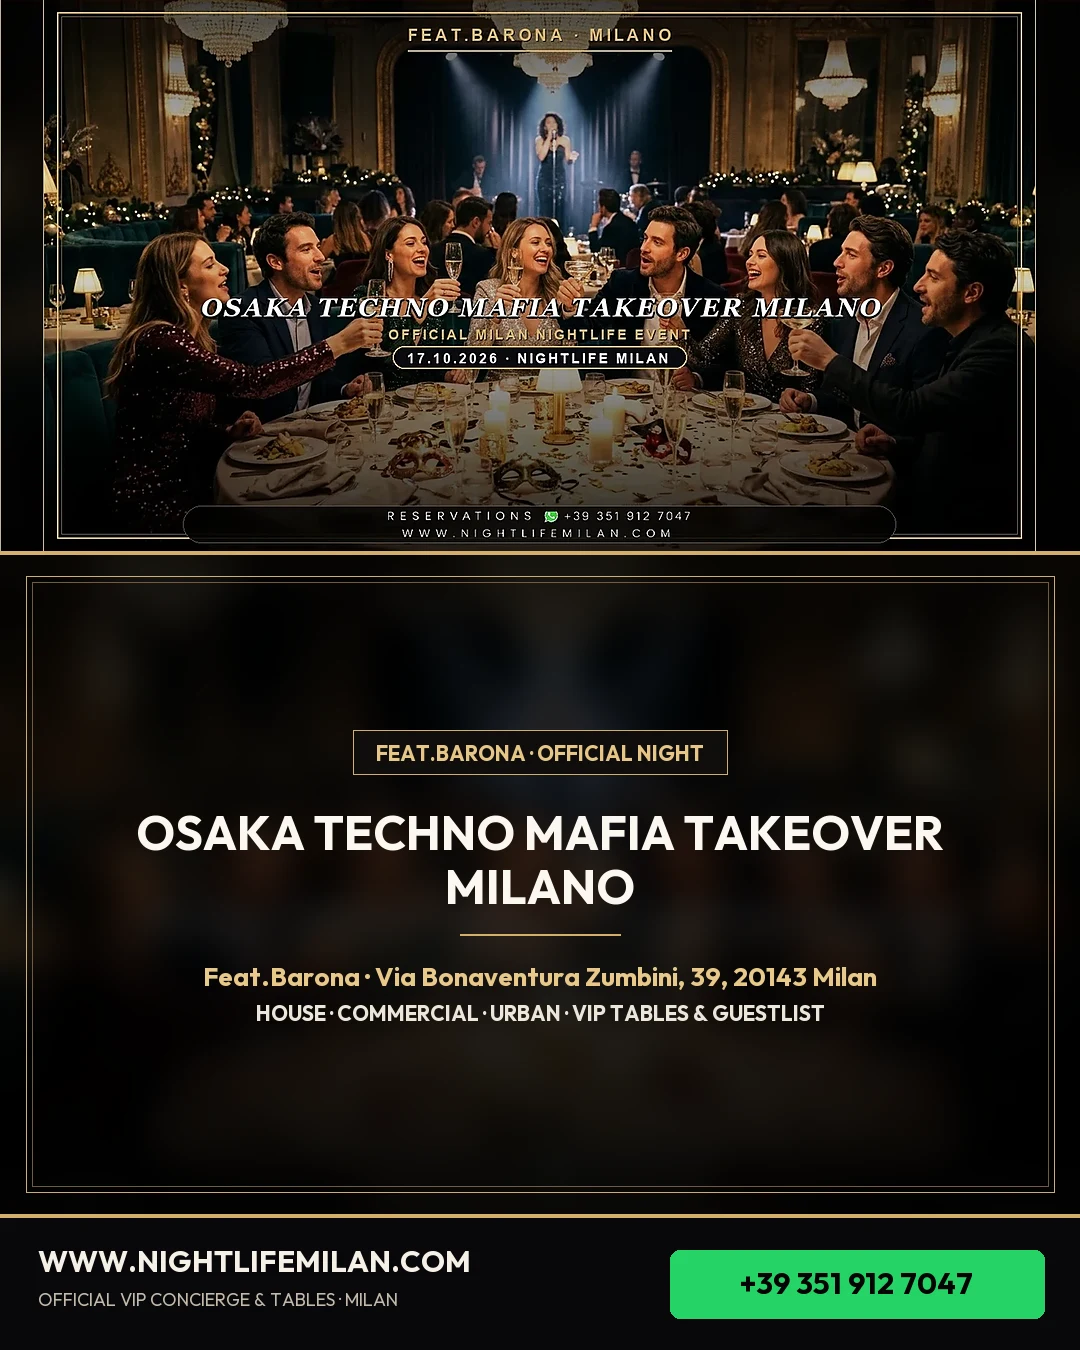 FEAT.BARONA · MILANO
OSAKA TECHNO MAFIA TAKEOVER MILANO
OFFICIAL MILAN NIGHTLIFE EVENT
17.10.2026 · NIGHTLIFE MILAN
RESERVATIONS +39 351 912 7047
WWW.NIGHTLIFEMILAN.COM
FEAT.BARONA · OFFICIAL NIGHT
OSAKA TECHNO MAFIA TAKEOVER
MILANO
Feat.Barona · Via Bonaventura Zumbini, 39, 20143 Milan
HOUSE · COMMERCIAL · URBAN · VIP TABLES & GUESTLIST
WWW.NIGHTLIFEMILAN.COM
OFFICIAL VIP CONCIERGE & TABLES · MILAN
+39 351 912 7047